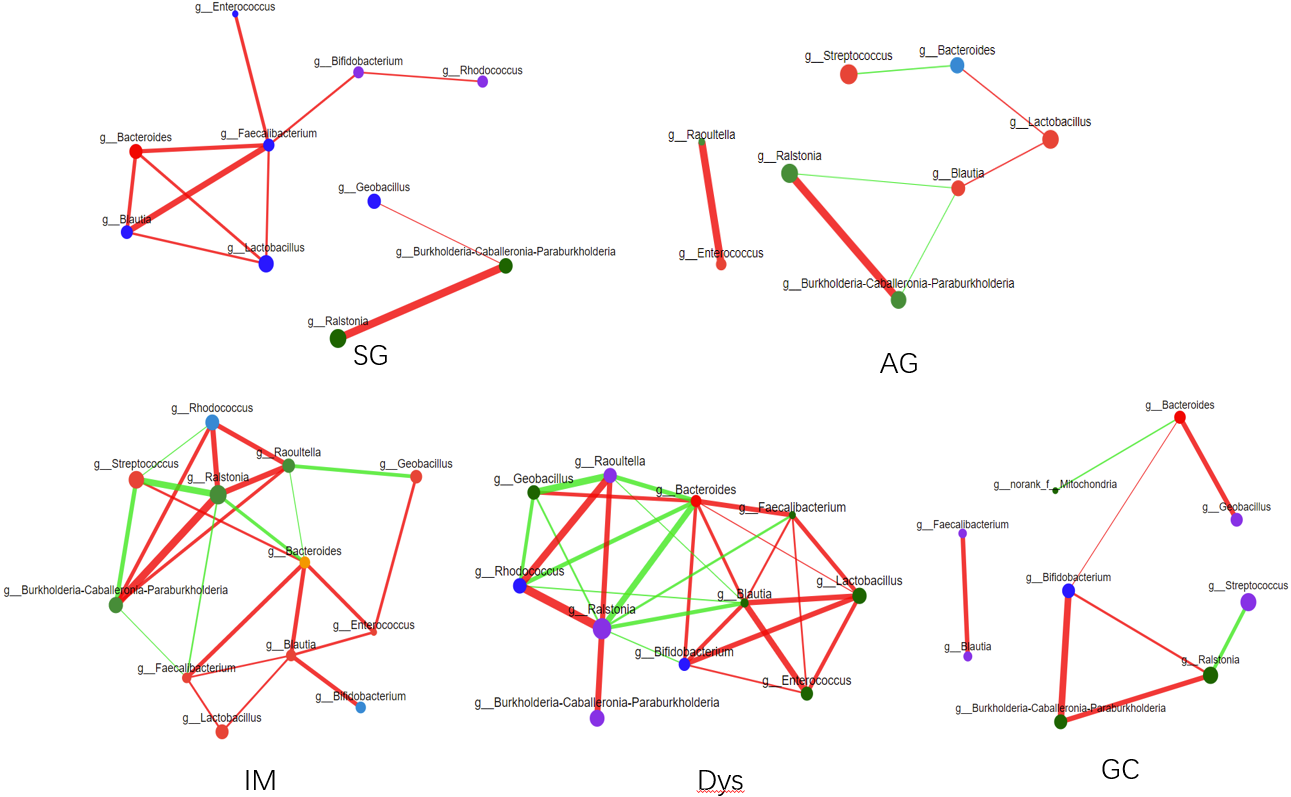 g__Enterococcus
g__Bifidobacterium
g__Rhodococcus
g__Bacteroides
g__Faecalibacterium
g__Geobacillus
g__Blautia
g__Lactobacillus
g__Burkholderia-Caballeronia-Paraburkholderia
g__Ralstonia
SG
g__Streptococcus
g__Bacteroides
g__Lactobacillus
g__Raoultella
g__Ralstonia
g__Blautia
g__Enterococcus
g__Burkholderia-Caballeronia-Paraburkholderia
AG
g__Rhodococcus
g__Streptococcus
g__Raoultella
g__Geobacillus
g__Ralstonia
g__Bacteroides
g__Burkholderia-Caballeronia-Paraburkholderia
g__Enterococcus
g__Blautia
g__Faecalibacterium
g__Bifidobacterium
g__Lactobacillus
IM
g__Raoultella
g__Geobacillus
g__Bacteroides
g__Faecalibacterium
g__Rhodococcus
g__Lactobacillus
g__Blautia
g__Ralstonia
g__Bifidobacterium
g__Enterococcus
g__Burkholderia-Caballeronia-Paraburkholderia
Dys
g__Bacteroides
g__norank_f__Mitochondria
g__Geobacillus
g__Faecalibacterium
g__Bifidobacterium
g__Streptococcus
g__Blautia
g__Ralstonia
g__Burkholderia-Caballeronia-Paraburkholderia
GC